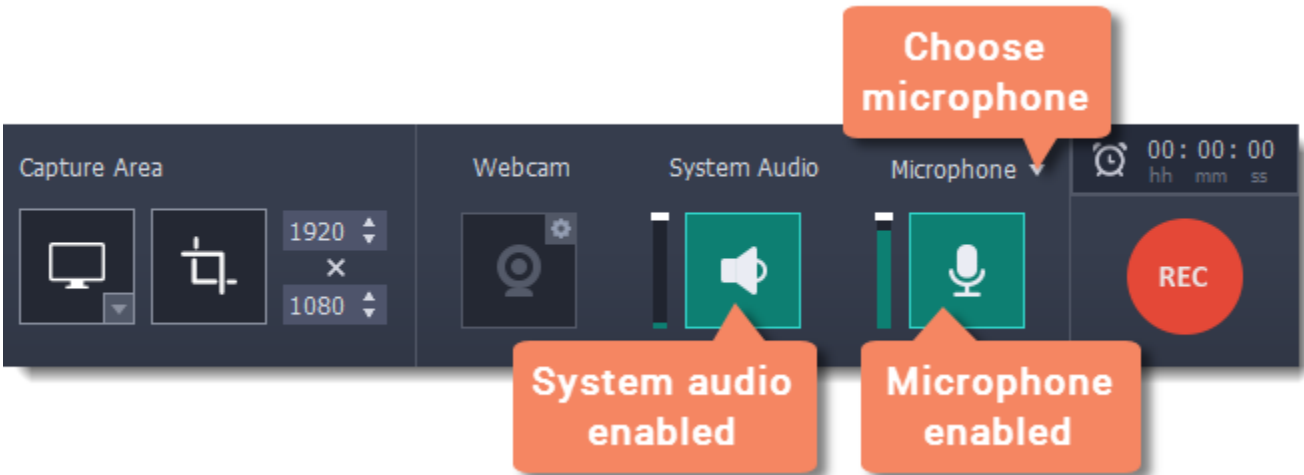 Choose
microphone
Capture Area
Webcam
System Audio
Microphone
00 : 00 : 00
hh mm ss
1920
×
1080
REC
System audio
enabled
Microphone
enabled